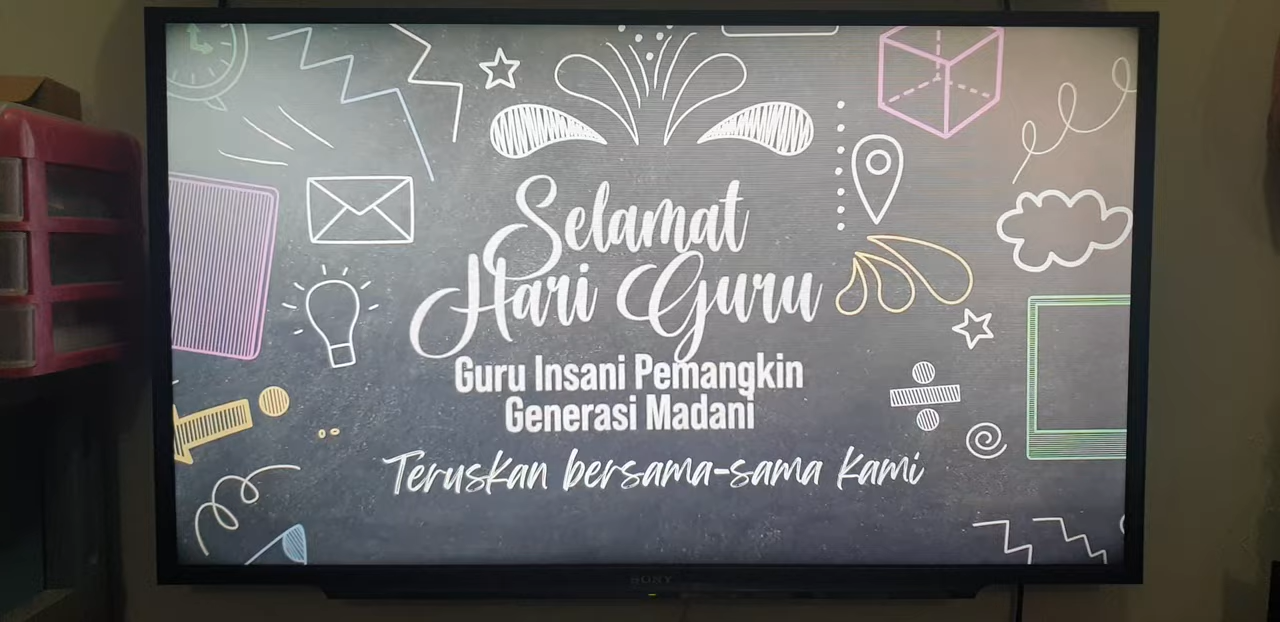 Selamat
Hari Guru
Guru Insani Pemangkin
Generasi Madani
Teruskan bersama-sama kami
SONY